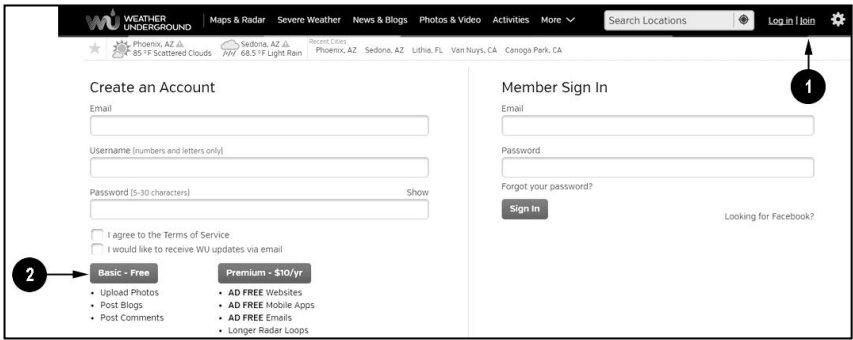 WEATHER UNDERGROUND
Maps & Radar Severe Weather News & Blogs Photos & Video Activities More
Search Locations
Log in | Join
Phoenix, AZ
85 °F Scattered Clouds
Sedona, AZ
68.5 °F Light Rain
Recent Cities
Phoenix, AZ Sedona, AZ Lithia, FL Van Nuys, CA Canoga Park, CA
1
Create an Account
Email
Username (numbers and letters only)
Password (5-30 characters) Show
I agree to the Terms of Service
I would like to receive WU updates via email
2
Basic - Free
• Upload Photos
• Post Blogs
• Post Comments
Premium - $10/yr
• AD FREE Websites
• AD FREE Mobile Apps
• AD FREE Emails
• Longer Radar Loops
Member Sign In
Email
Password
Forgot your password?
Sign In
Looking for Facebook?